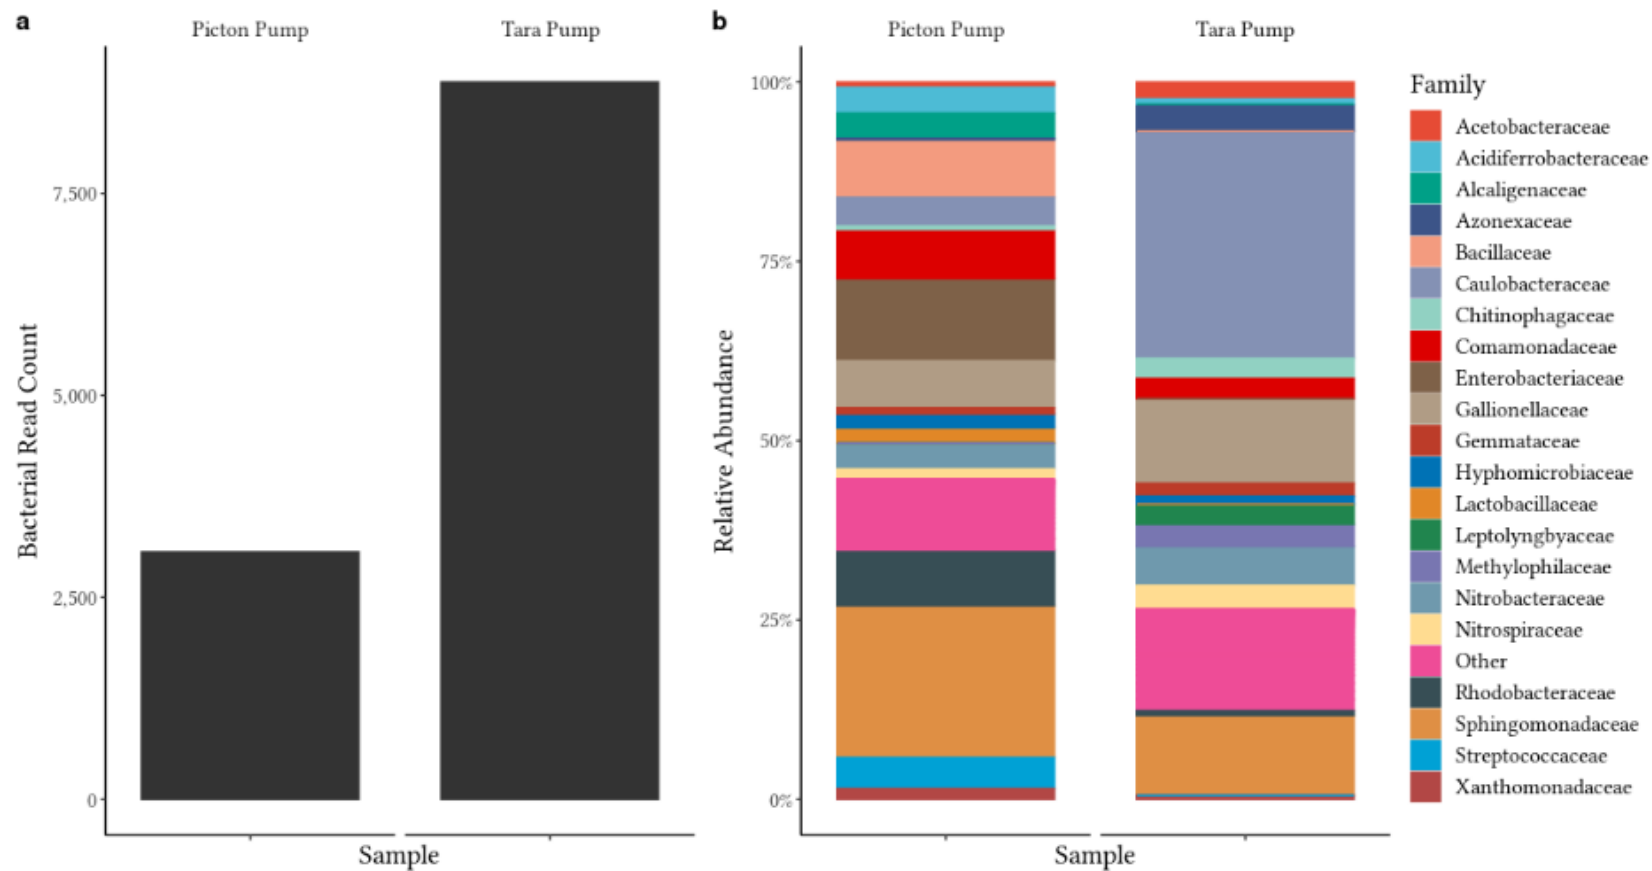 a
Picton Pump
Tara Pump
Bacterial Read Count
7,500
5,000
2,500
0
Sample
b
Picton Pump
Tara Pump
Relative Abundance
100%
75%
50%
25%
0%
Sample
Family
Acetobacteraceae
Acidiferrobacteraceae
Alcaligenaceae
Azonexaceae
Bacillaceae
Caulobacteraceae
Chitinophagaceae
Comamonadaceae
Enterobacteriaceae
Gallionellaceae
Gemmataceae
Hyphomicrobiaceae
Lactobacillaceae
Leptolyngbyaceae
Methylophilaceae
Nitrobacteraceae
Nitrospiraceae
Other
Rhodobacteraceae
Sphingomonadaceae
Streptococcaceae
Xanthomonadaceae